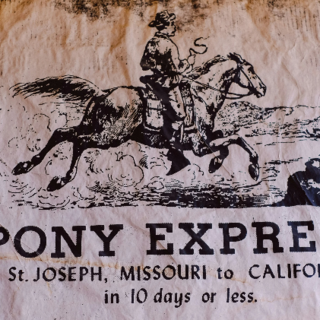 PONY EXPRE
St. JOSEPH, MISSOURI to CALIFO
in 10 days or less.